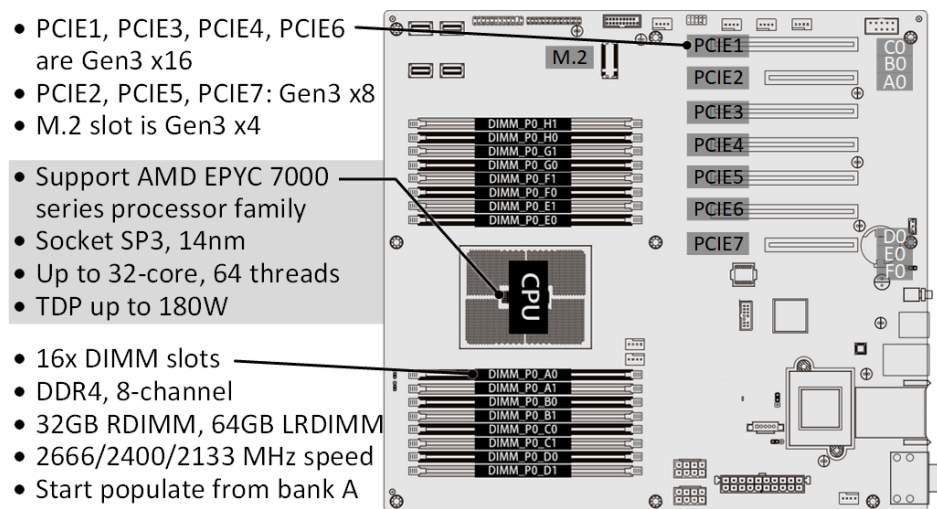 • PCIE1, PCIE3, PCIE4, PCIE6
are Gen3 x16
• PCIE2, PCIE5, PCIE7: Gen3 x8
• M.2 slot is Gen3 x4
• Support AMD EPYC 7000
series processor family
• Socket SP3, 14nm
• Up to 32-core, 64 threads
• TDP up to 180W
• 16x DIMM slots
• DDR4, 8-channel
• 32GB RDIMM, 64GB LRDIMM
• 2666/2400/2133 MHz speed
• Start populate from bank A
M.2
PCIE1
PCIE2
PCIE3
PCIE4
PCIE5
PCIE6
PCIE7
C0
B0
A0
D0
E0
F0
DIMM_P0_H1
DIMM_P0_H0
DIMM_P0_G1
DIMM_P0_G0
DIMM_P0_F1
DIMM_P0_F0
DIMM_P0_E1
DIMM_P0_E0
CPU
DIMM_P0_A0
DIMM_P0_A1
DIMM_P0_B0
DIMM_P0_B1
DIMM_P0_C0
DIMM_P0_C1
DIMM_P0_D0
DIMM_P0_D1